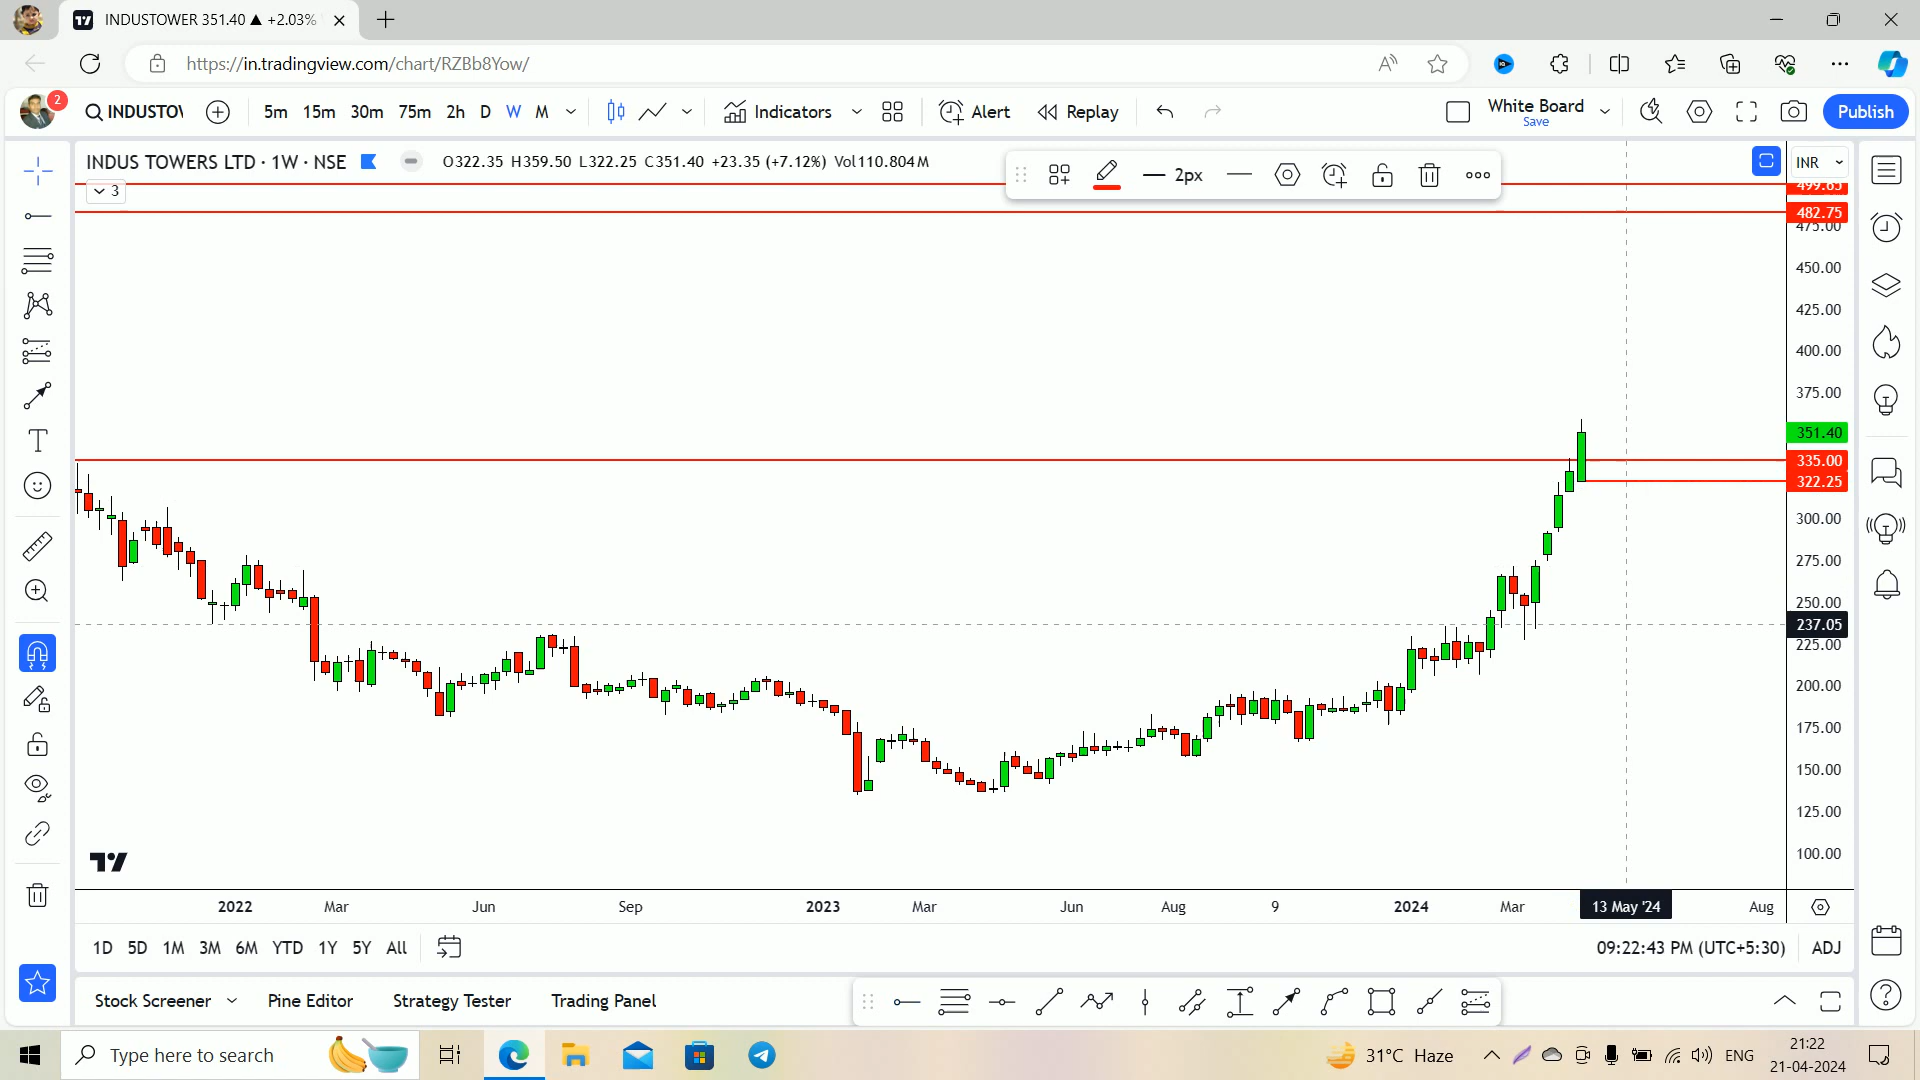 INDUSTOWER 351.40 ▲ +2.03%
https://in.tradingview.com/chart/RZBb8Yow/
2
INDUSTOW
5m 15m 30m 75m 2h D W M
Indicators
Alert
Replay
White Board
Save
Publish
INDUS TOWERS LTD · 1W · NSE
O322.35 H359.50 L322.25 C351.40 +23.35 (+7.12%) Vol110.804M
3
2px
INR
499.65
482.75
475.00
450.00
425.00
400.00
375.00
351.40
335.00
322.25
300.00
275.00
250.00
237.05
225.00
200.00
175.00
150.00
125.00
100.00
2022 Mar Jun Sep 2023 Mar Jun Aug 9 2024 Mar 13 May '24 Aug
1D 5D 1M 3M 6M YTD 1Y 5Y All
09:22:43 PM (UTC+5:30) ADJ
Stock Screener Pine Editor Strategy Tester Trading Panel
Type here to search
31°C Haze
ENG
21:22
21-04-2024